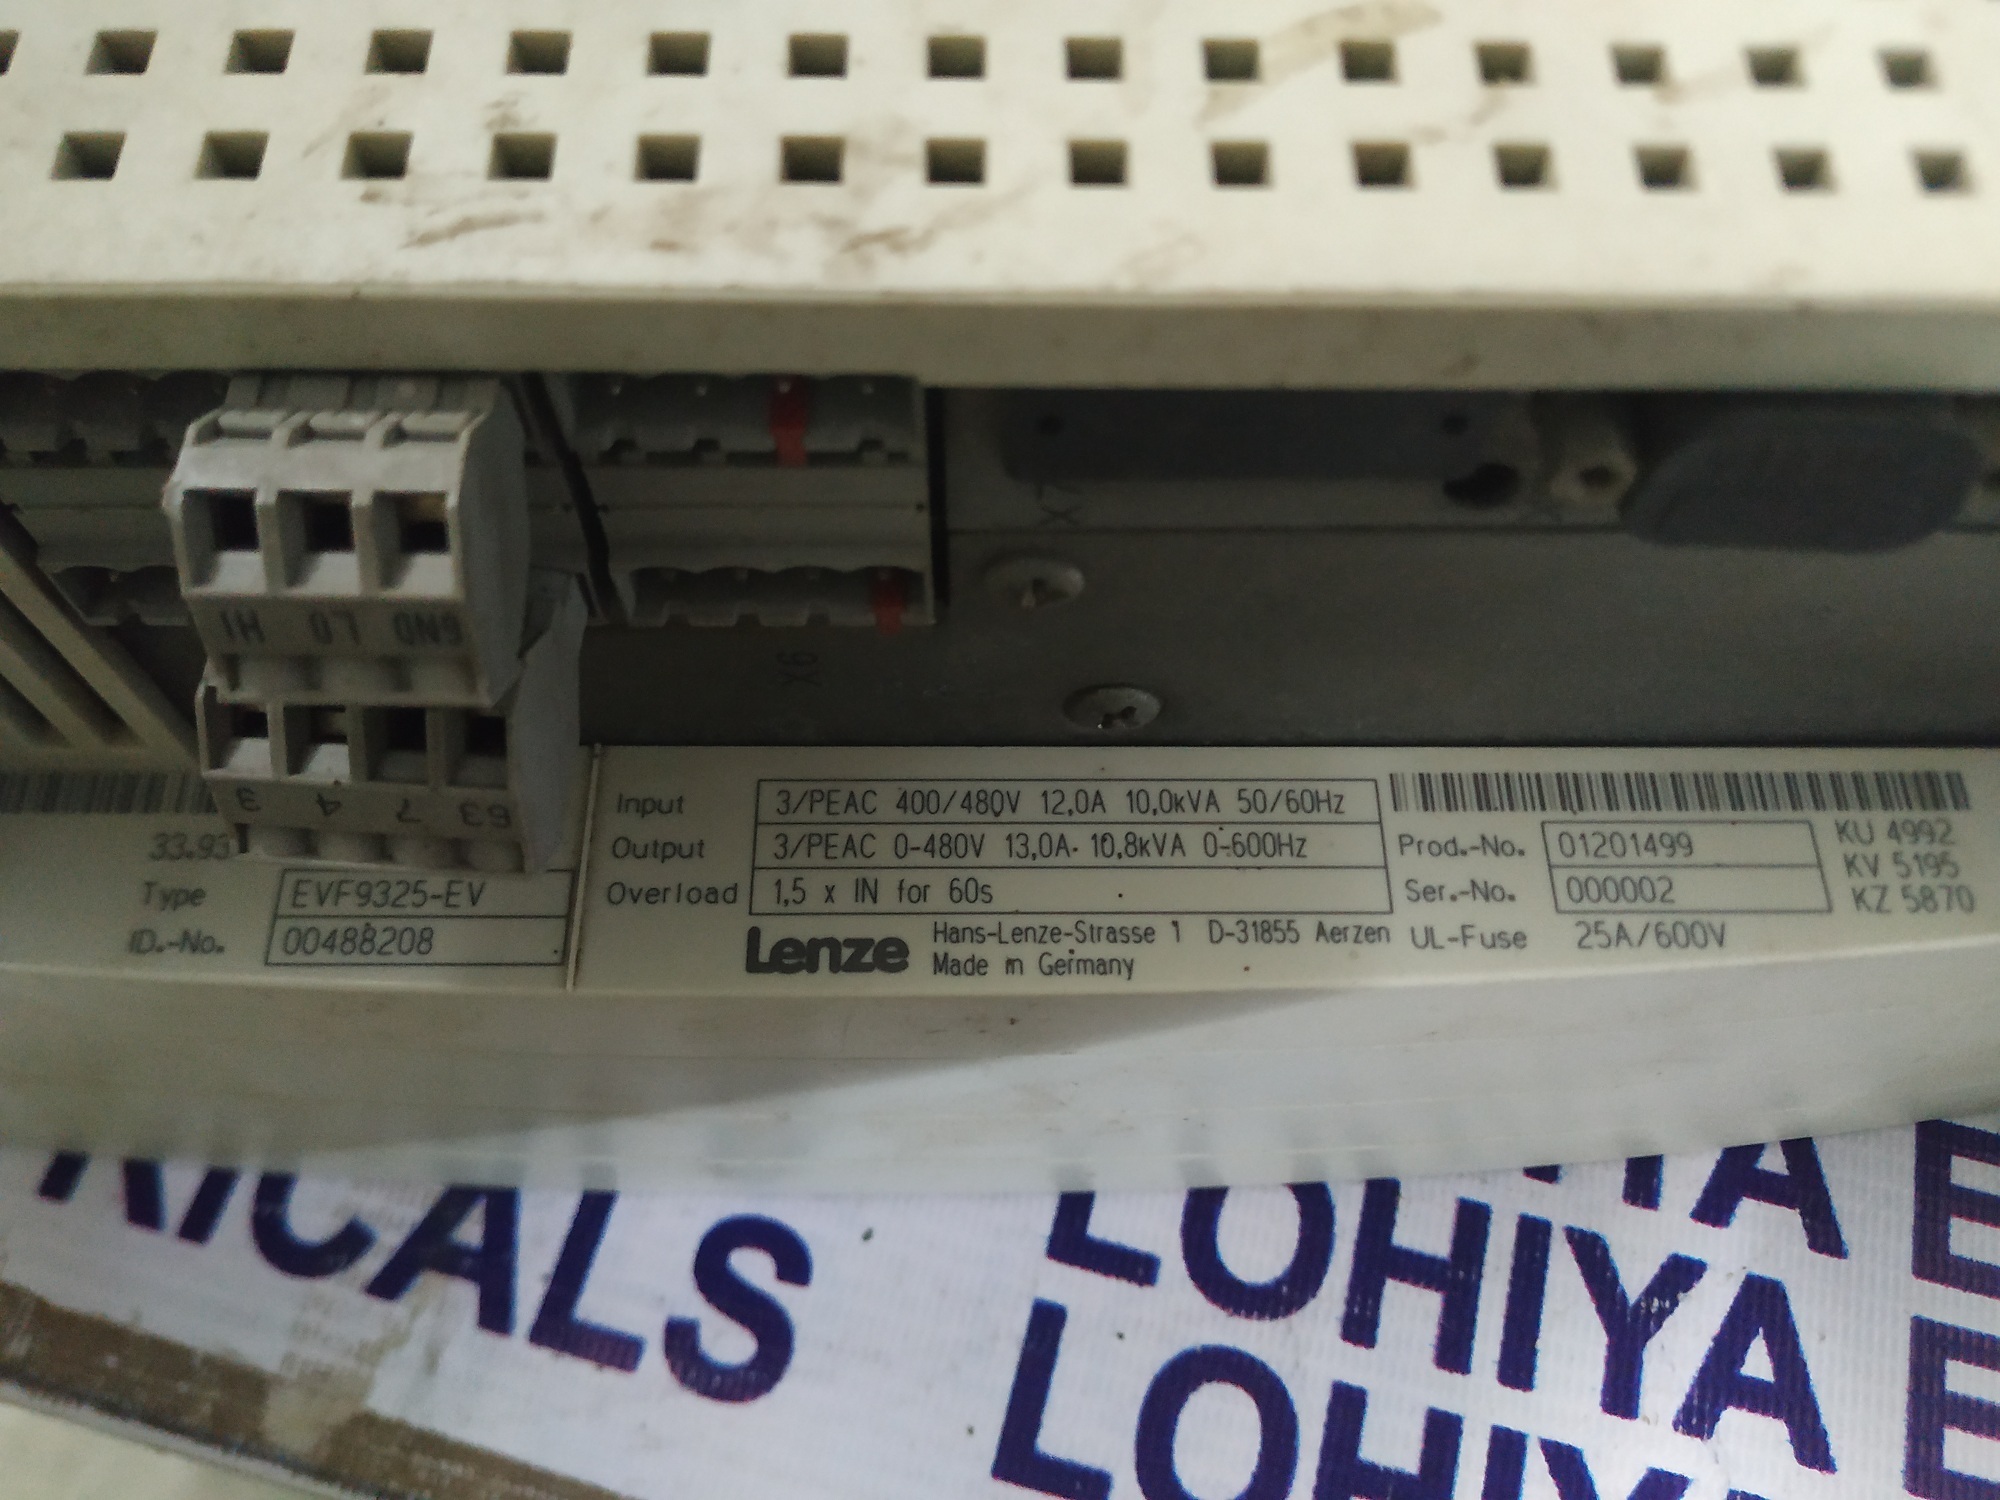 X7
HI LO GND
X6
3 4 7 63
33.93
Type EVF9325-EV
ID.-No. 00488208
Input 3/PEAC 400/480V 12,0A 10,0kVA 50/60Hz
Output 3/PEAC 0-480V 13,0A 10,8kVA 0-600Hz
Overload 1,5 x IN for 60s
Lenze Hans-Lenze-Strasse 1 D-31855 Aerzen
Made in Germany
Prod.-No. 01201499
Ser.-No. 000002
UL-Fuse 25A/600V
KU 4992
KV 5195
KZ 5870
RICALS LOHIYA E
LOHIYA E